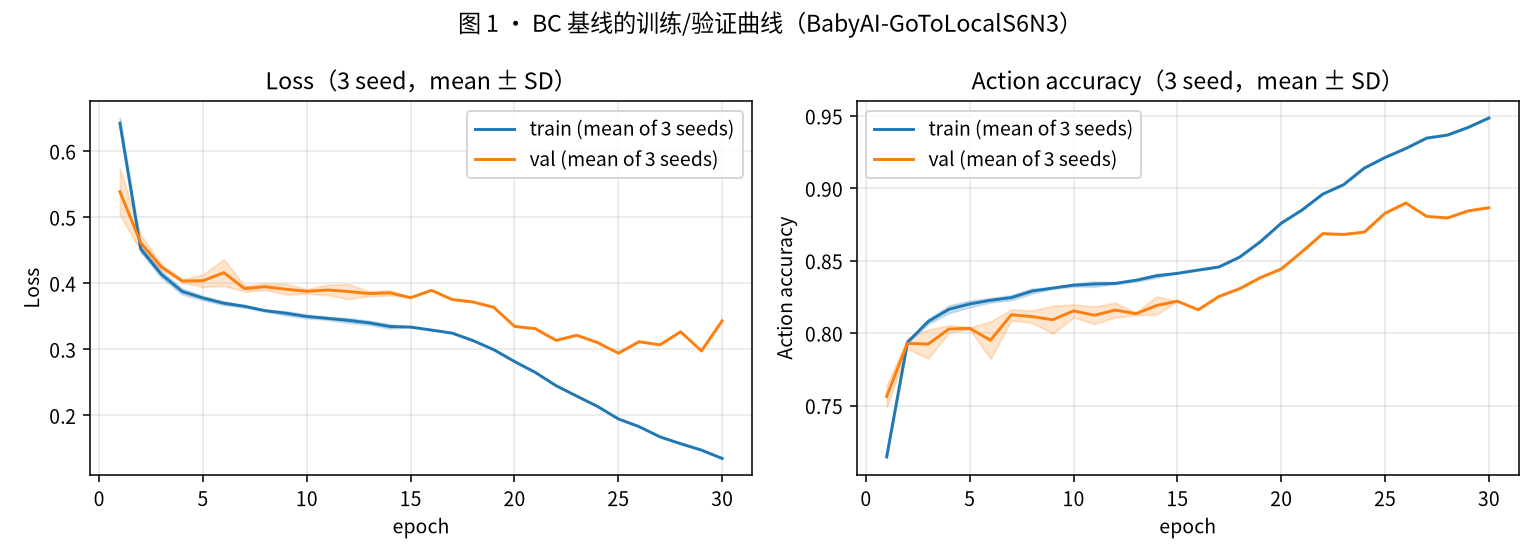 图 1 · BC 基线的训练/验证曲线（BabyAI-GoToLocalS6N3）
Loss（3 seed，mean ± SD）
train (mean of 3 seeds)
val (mean of 3 seeds)
Loss
0.6
0.5
0.4
0.3
0.2
0 5 10 15 20 25 30
epoch
Action accuracy（3 seed，mean ± SD）
train (mean of 3 seeds)
val (mean of 3 seeds)
Action accuracy
0.95
0.90
0.85
0.80
0.75
0 5 10 15 20 25 30
epoch